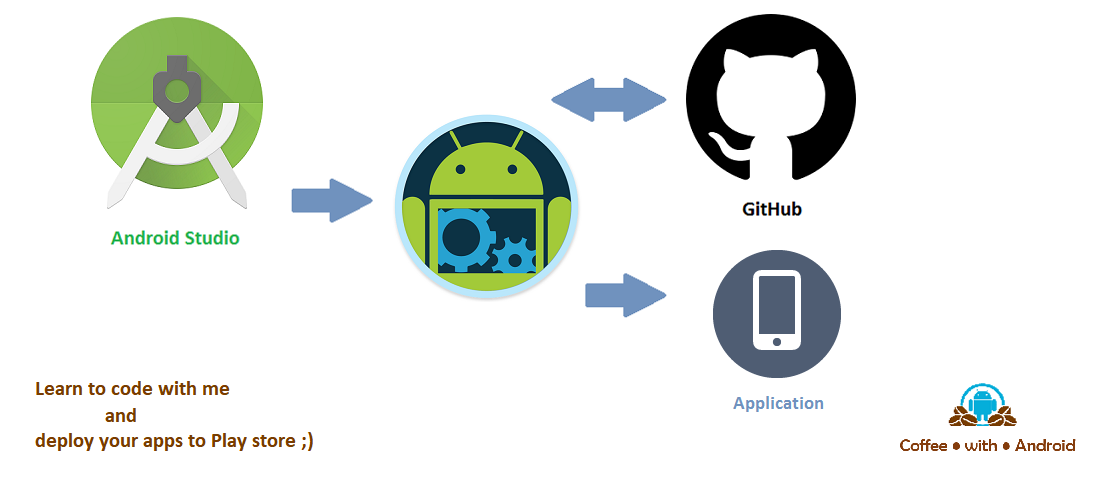 Android Studio
GitHub
Application
Learn to code with me
and
deploy your apps to Play store ;)
Coffee • with • Android